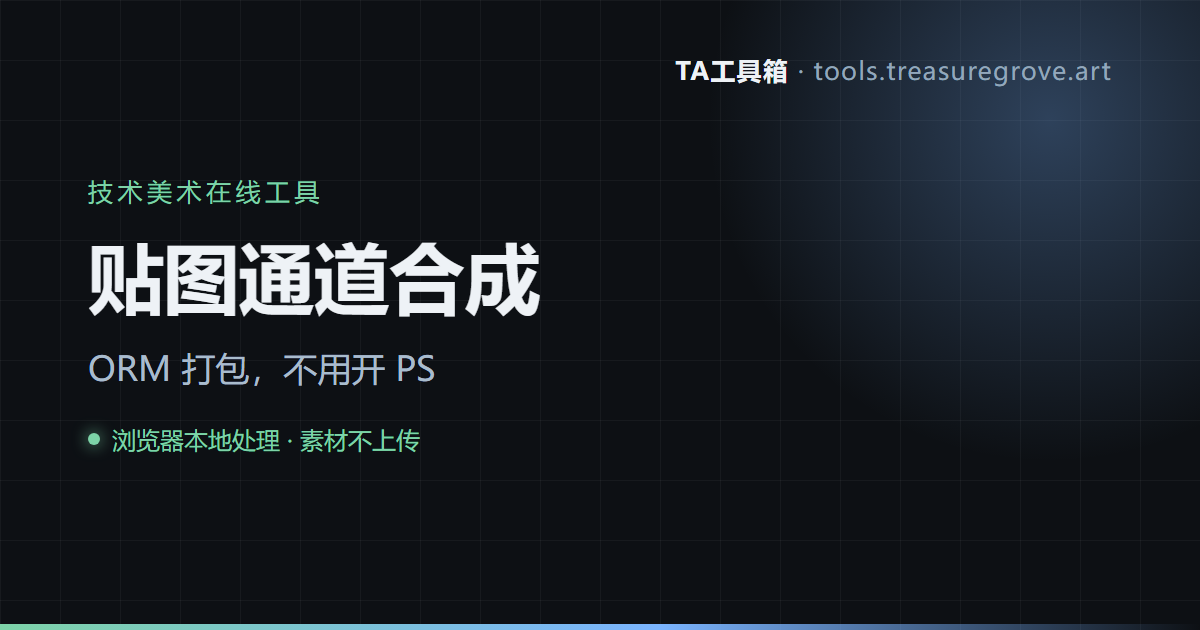 TA工具箱 · tools.treasuregrove.art
技术美术在线工具
贴图通道合成
ORM 打包，不用开 PS
浏览器本地处理 · 素材不上传